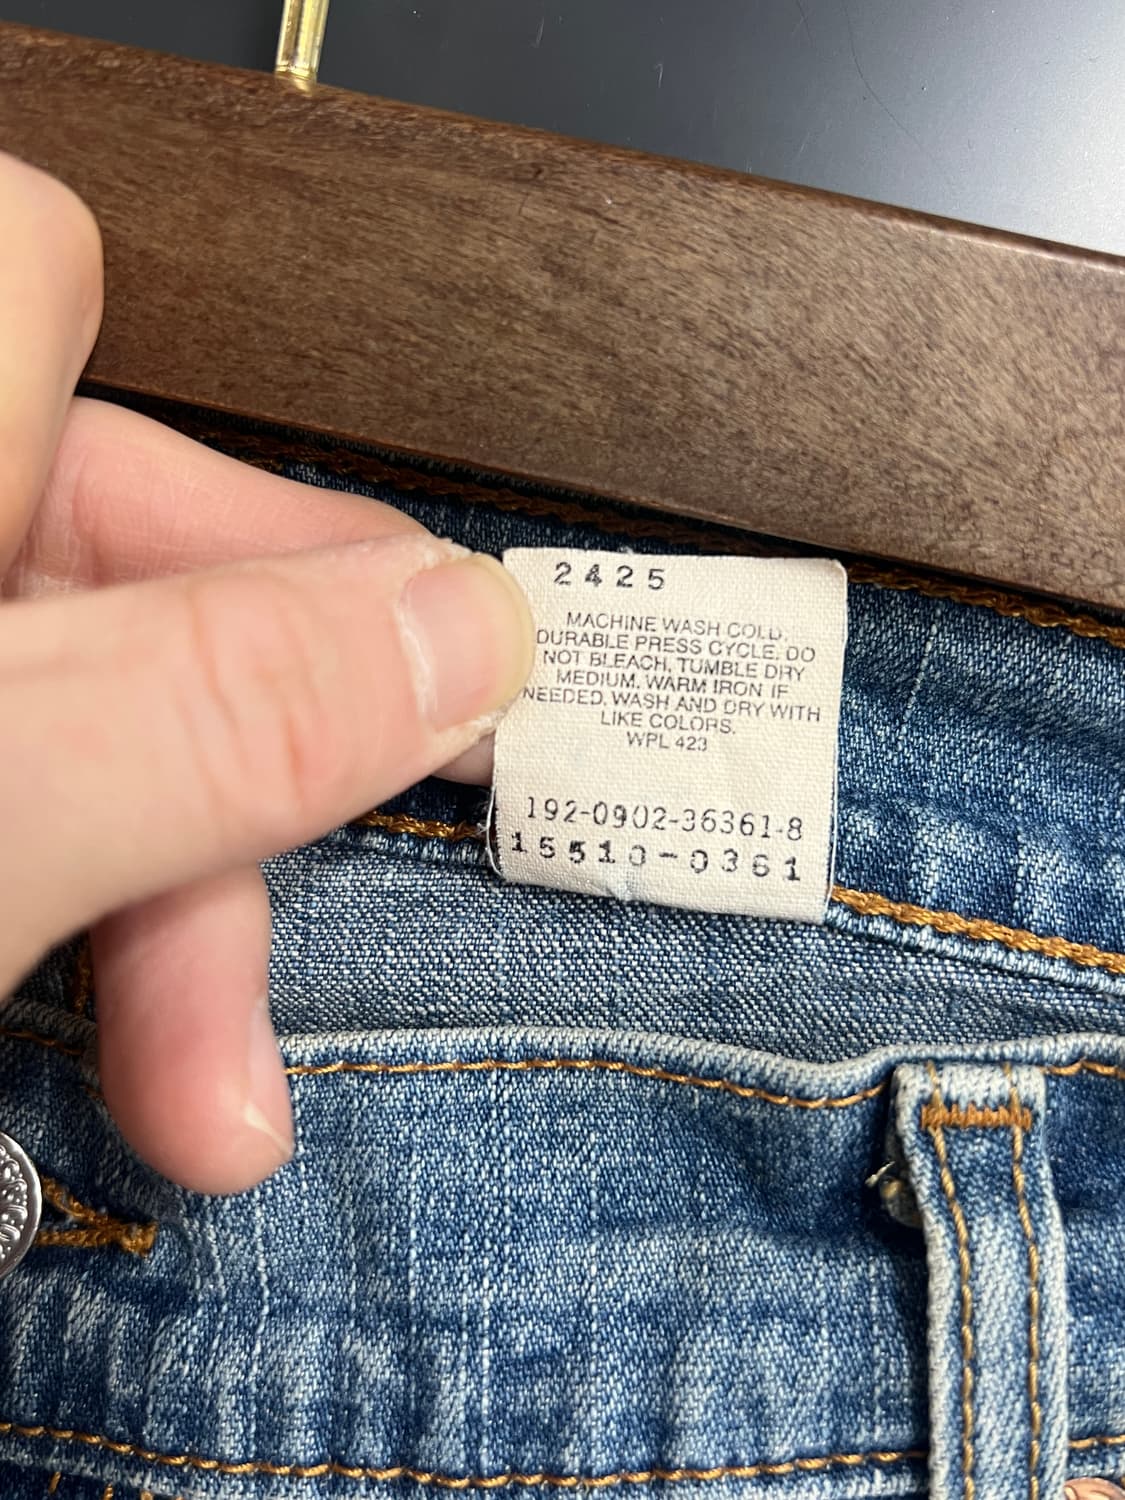 2425
MACHINE WASH COLD.
DURABLE PRESS CYCLE. DO
NOT BLEACH. TUMBLE DRY
MEDIUM. WARM IRON IF
NEEDED. WASH AND DRY WITH
LIKE COLORS.
WPL 423
192-0902-36361-8
15510-0361